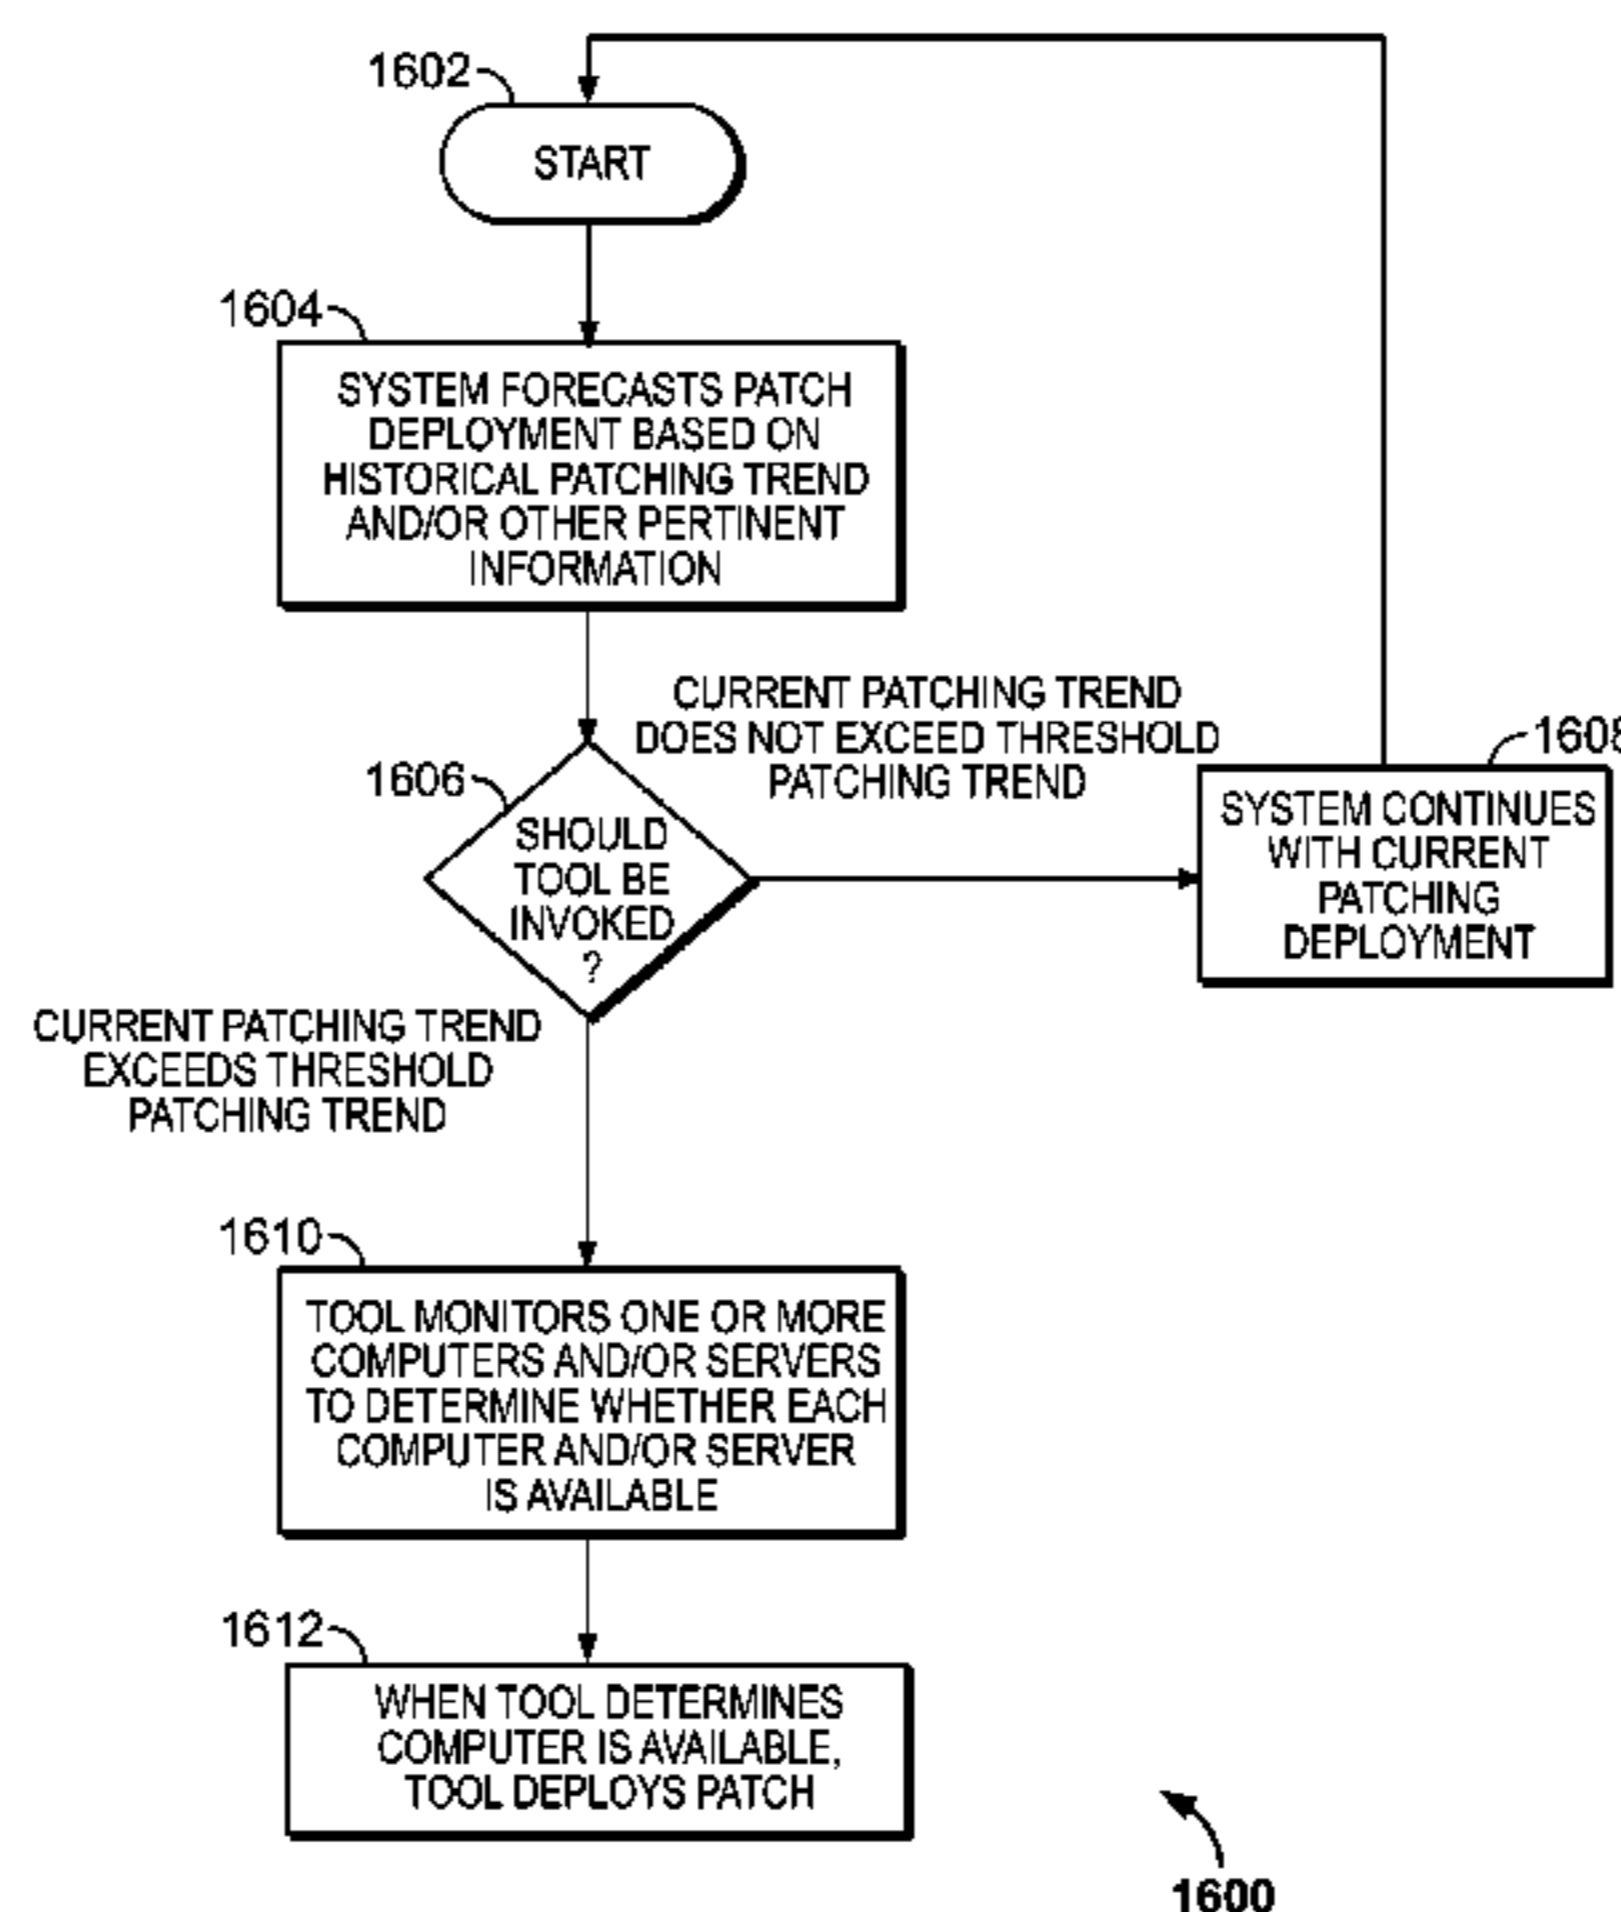 1602
START
1604
SYSTEM FORECASTS PATCH
DEPLOYMENT BASED ON
HISTORICAL PATCHING TREND
AND/OR OTHER PERTINENT
INFORMATION
CURRENT PATCHING TREND
DOES NOT EXCEED THRESHOLD
PATCHING TREND
1606
SHOULD
TOOL BE
INVOKED
?
1608
SYSTEM CONTINUES
WITH CURRENT
PATCHING
DEPLOYMENT
CURRENT PATCHING TREND
EXCEEDS THRESHOLD
PATCHING TREND
1610
TOOL MONITORS ONE OR MORE
COMPUTERS AND/OR SERVERS
TO DETERMINE WHETHER EACH
COMPUTER AND/OR SERVER
IS AVAILABLE
1612
WHEN TOOL DETERMINES
COMPUTER IS AVAILABLE,
TOOL DEPLOYS PATCH
1600